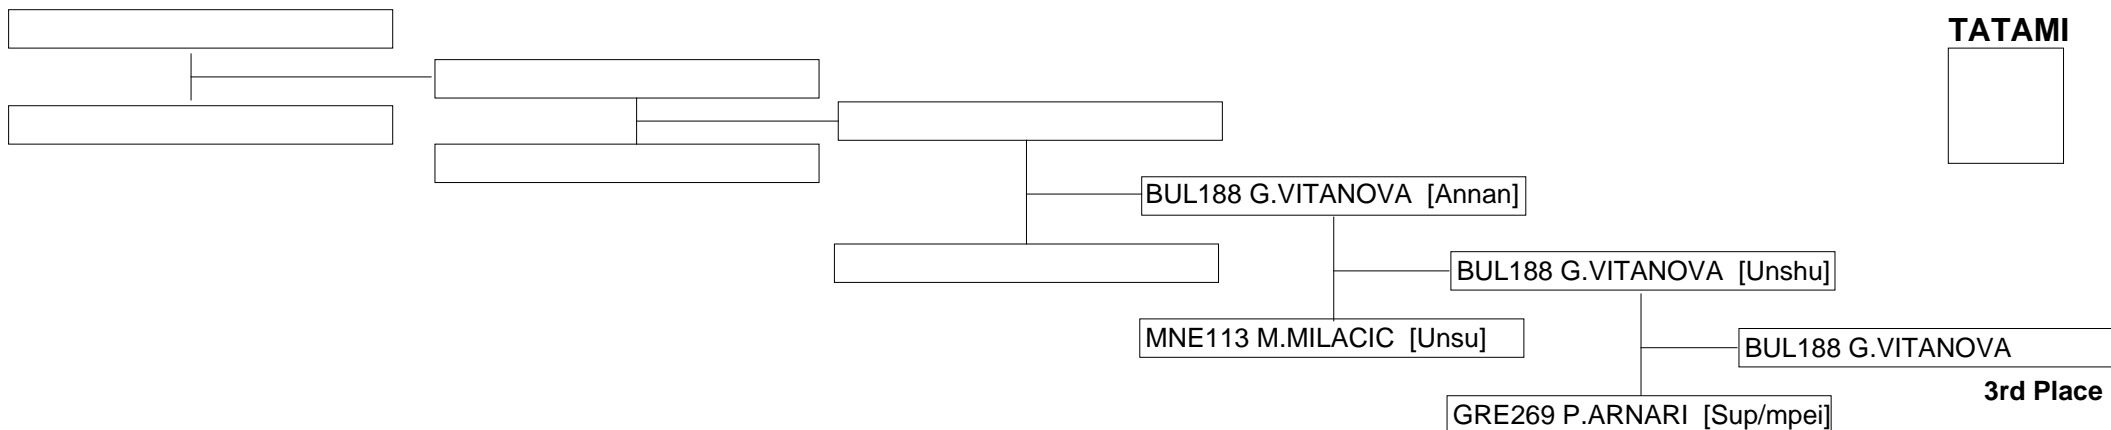 TATAMI
BUL188 G.VITANOVA [Annan]
BUL188 G.VITANOVA [Unshu]
MNE113 M.MILACIC [Unsu]
BUL188 G.VITANOVA
3rd Place
GRE269 P.ARNARI [Sup/mpei]